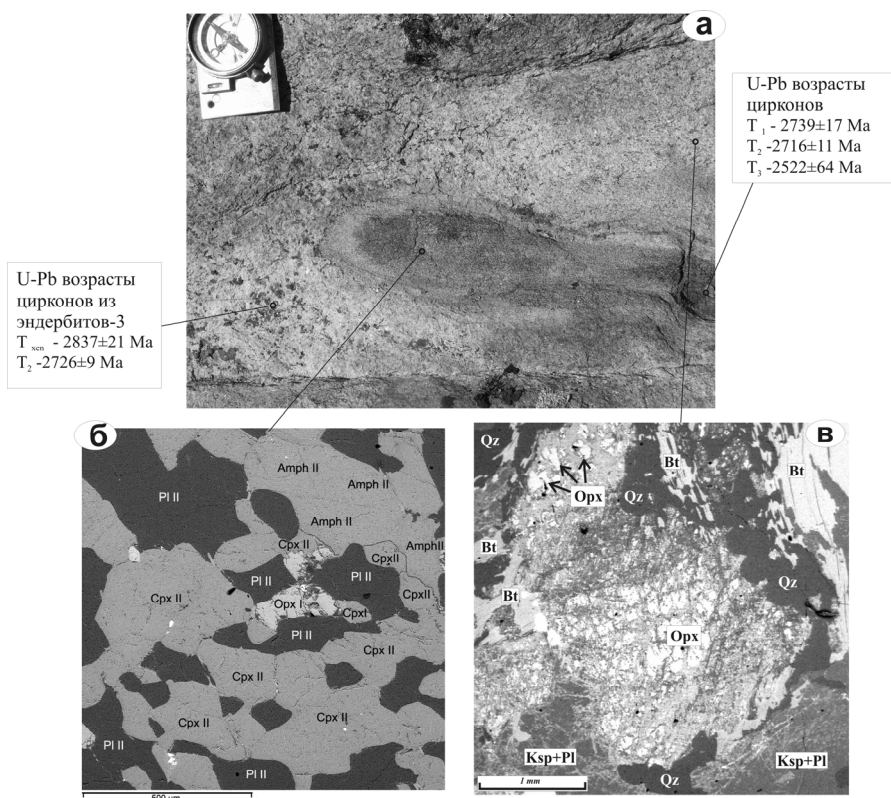 а
U-Pb возрасты
цирконов
T 1 - 2739±17 Ma
T2 - 2716±11 Ma
T3 -2522±64 Ma
U-Pb возрасты
цирконов из
эндербитов-3
T хсп - 2837±21 Ma
T2 -2726±9 Ma
б
Amph II
Pl II
Amph II
Amph II
Cpx II
AmphII
CpxII
Pl II
Pl II
Cpx II
Opx I
CpxI
CpxII
Pl II
Cpx II
Cpx II
Cpx II
Cpx II
Pl II
Pl II
500 µm
в
Qz
Bt
Bt
Opx
Qz
Bt
Qz
Bt
Opx
Ksp+Pl
Ksp+Pl
1 mm
Qz